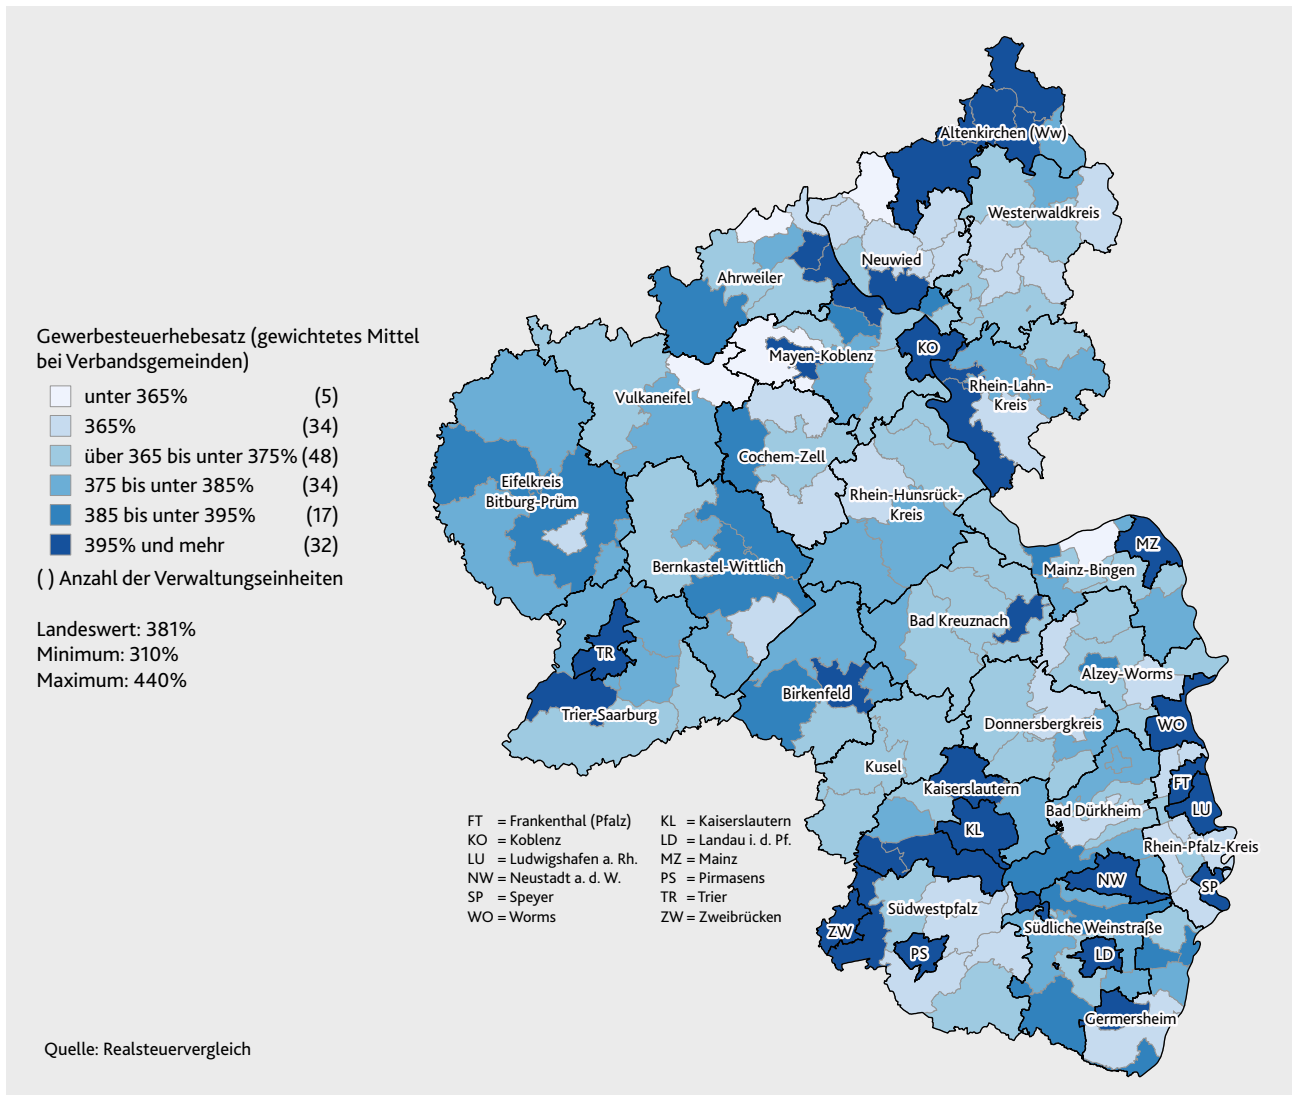 Gewerbesteuerhebesatz (gewichtetes Mittel
bei Verbandsgemeinden)
unter 365% (5)
365% (34)
über 365 bis unter 375% (48)
375 bis unter 385% (34)
385 bis unter 395% (17)
395% und mehr (32)
( ) Anzahl der Verwaltungseinheiten
Landeswert: 381%
Minimum: 310%
Maximum: 440%
Altenkirchen (Ww)
Westerwaldkreis
Neuwied
Ahrweiler
KO
Mayen-Koblenz
Rhein-Lahn-
Kreis
Vulkaneifel
Cochem-Zell
Eifelkreis
Bitburg-Prüm
Rhein-Hunsrück-
Kreis
MZ
Mainz-Bingen
Bernkastel-Wittlich
Bad Kreuznach
TR
Alzey-Worms
Birkenfeld
Trier-Saarburg
Donnersbergkreis
WO
Kusel
FT
Kaiserslautern
LU
Bad Dürkheim
KL
Rhein-Pfalz-Kreis
NW
SP
Südwestpfalz
Südliche Weinstraße
ZW
PS
LD
Germersheim
FT = Frankenthal (Pfalz)
KO = Koblenz
LU = Ludwigshafen a. Rh.
NW = Neustadt a. d. W.
SP = Speyer
WO = Worms
KL = Kaiserslautern
LD = Landau i. d. Pf.
MZ = Mainz
PS = Pirmasens
TR = Trier
ZW = Zweibrücken
Quelle: Realsteuervergleich